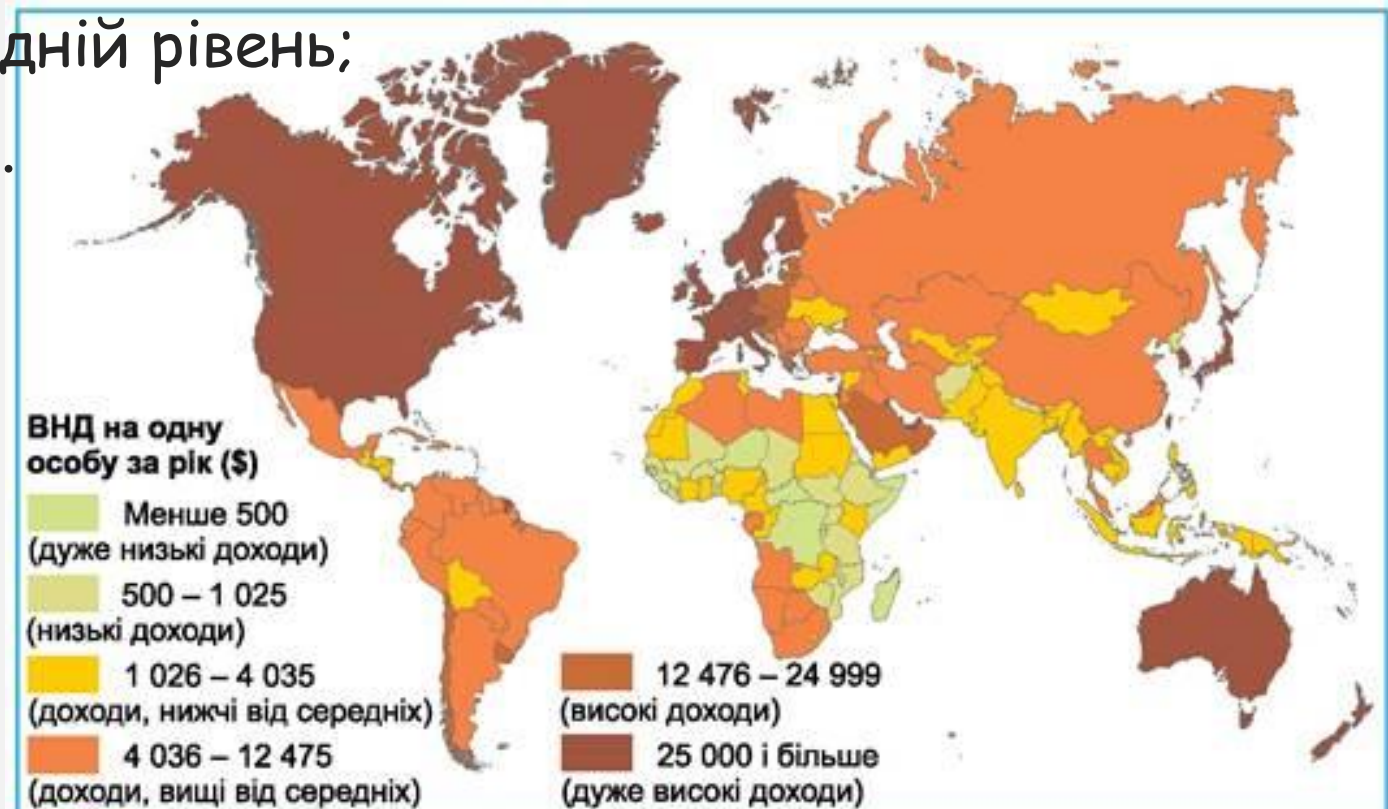 дній рівень;
.
ВНД на одну
особу за рік ($)
Менше 500
(дуже низькі доходи)
500 – 1 025
(низькі доходи)
1 026 – 4 035
(доходи, нижчі від середніх)
4 036 – 12 475
(доходи, вищі від середніх)
12 476 – 24 999
(високі доходи)
25 000 і більше
(дуже високі доходи)